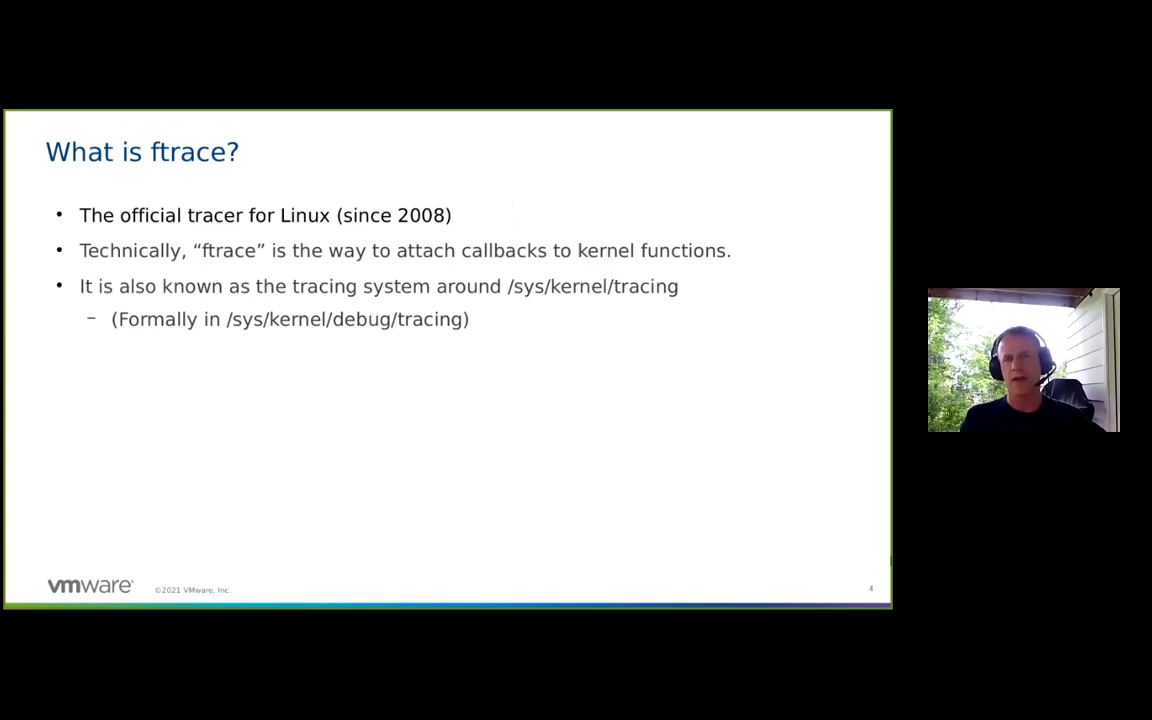 What is ftrace?
• The official tracer for Linux (since 2008)
• Technically, “ftrace” is the way to attach callbacks to kernel functions.
• It is also known as the tracing system around /sys/kernel/tracing
– (Formally in /sys/kernel/debug/tracing)
vmware® ©2021 VMware, Inc. 4